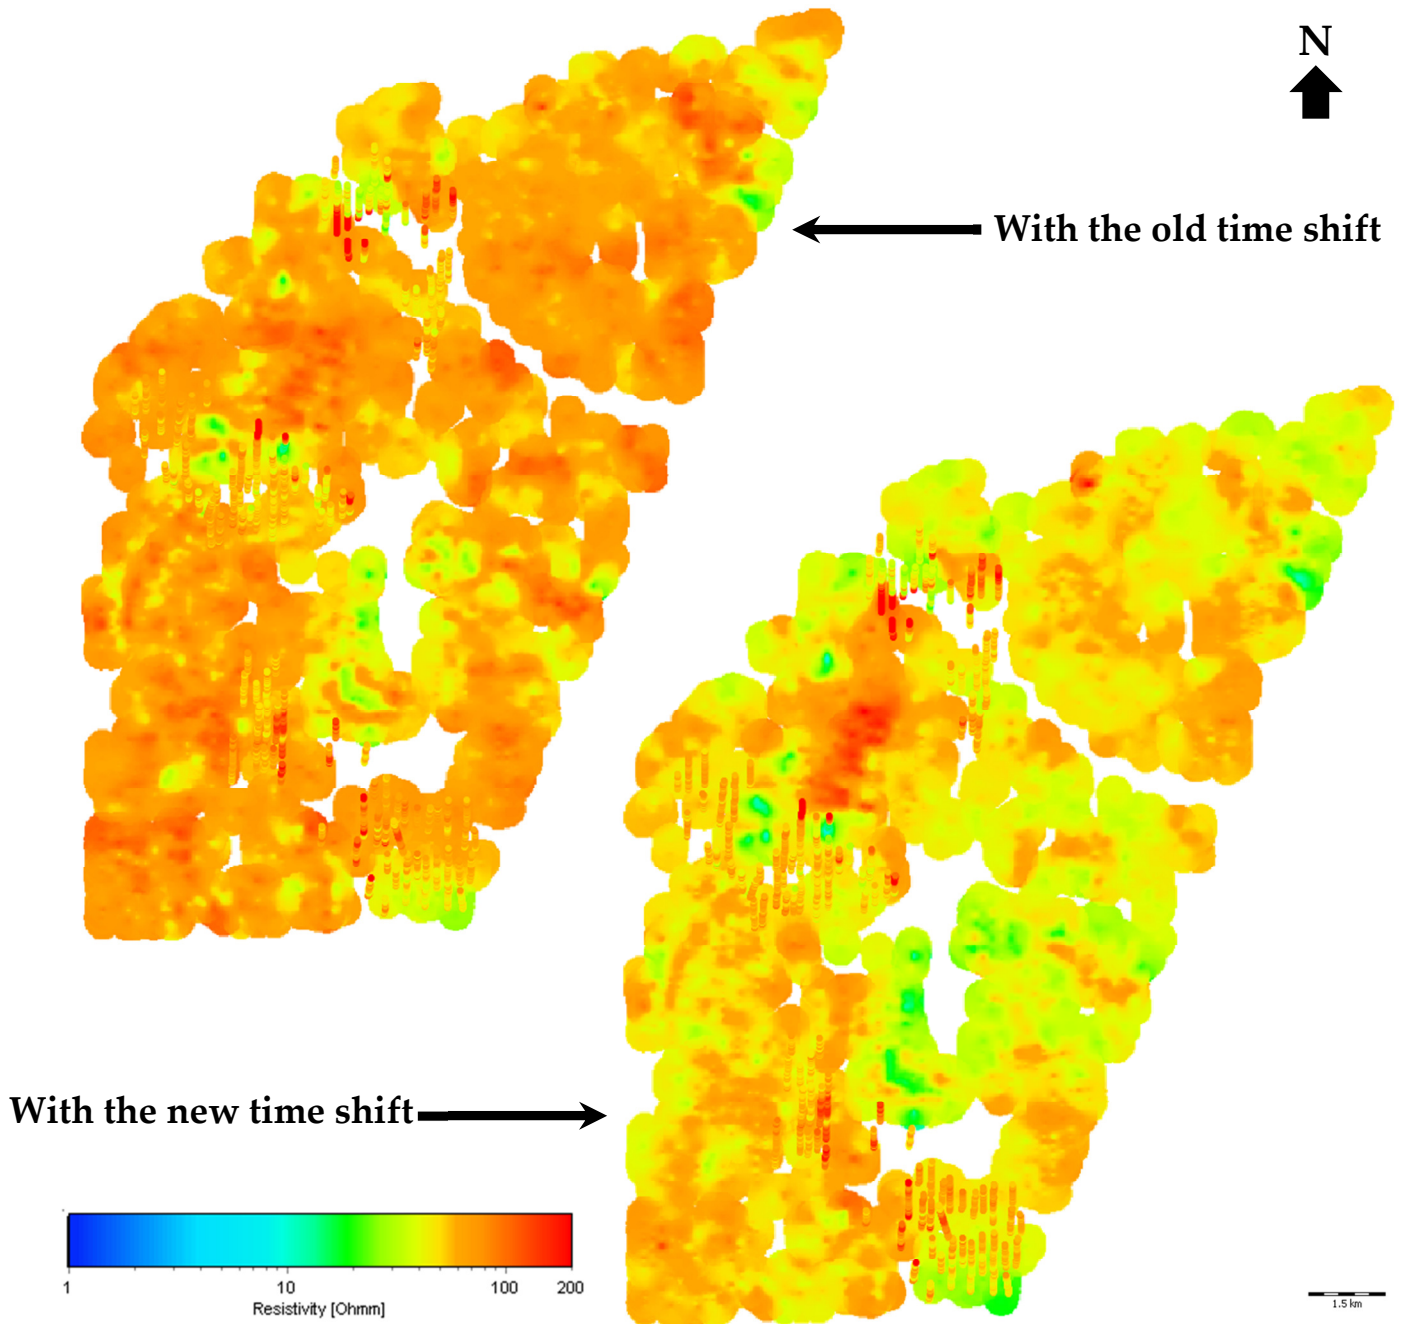 N
With the old time shift
With the new time shift
1 10 100 200
Resistivity [Ohmm]
1.5 km